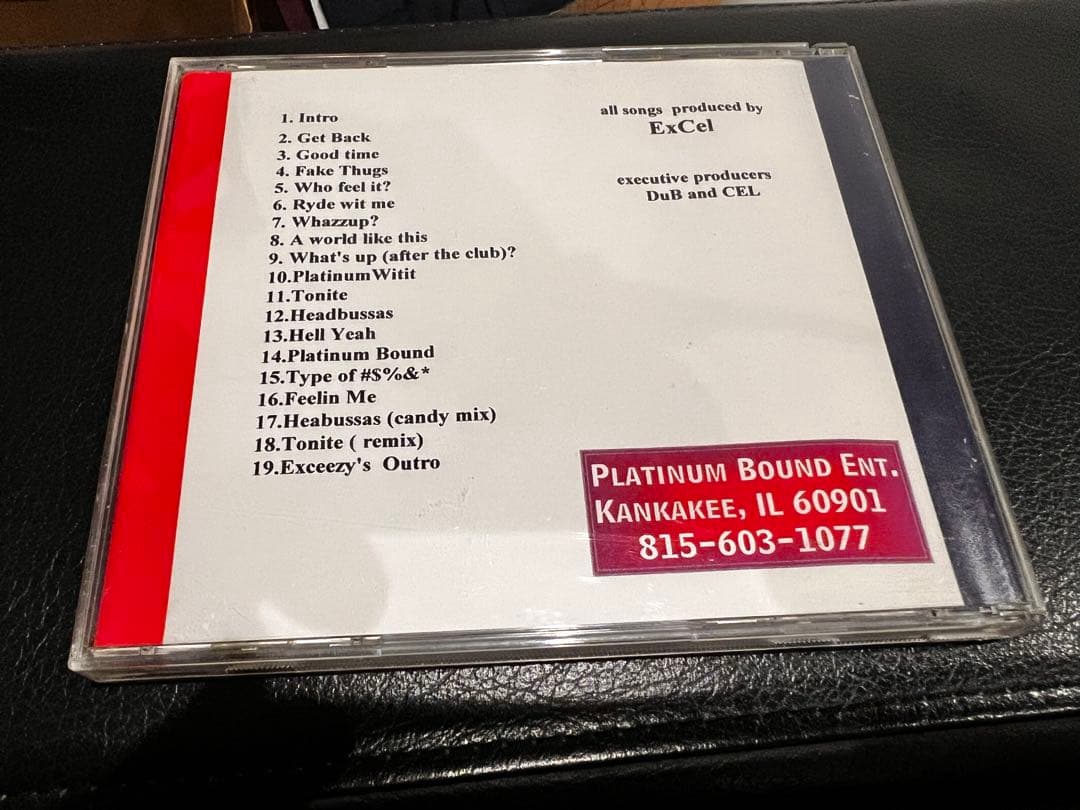 1. Intro
2. Get Back
3. Good time
4. Fake Thugs
5. Who feel it?
6. Ryde wit me
7. Whazzup?
8. A world like this
9. What's up (after the club)?
10.PlatinumWitit
11.Tonite
12.Headbussas
13.Hell Yeah
14.Platinum Bound
15.Type of #$%&*
16.Feelin Me
17.Heabussas (candy mix)
18.Tonite ( remix)
19.Exceezy's Outro
all songs produced by
ExCel
executive producers
DuB and CEL
PLATINUM BOUND ENT.
KANKAKEE, IL 60901
815-603-1077